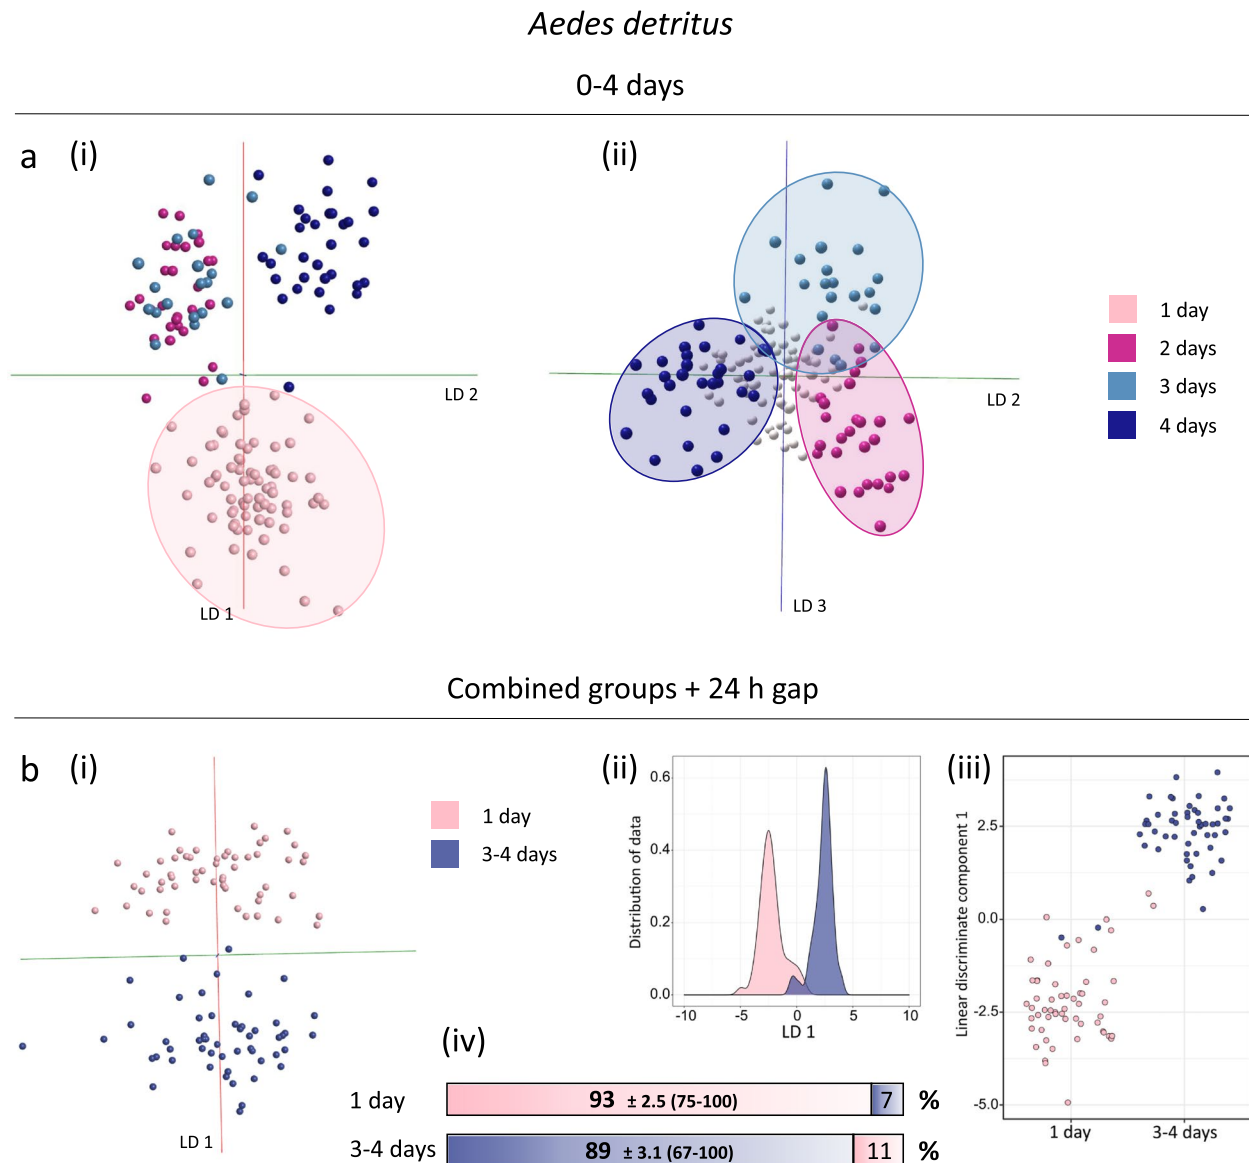 Aedes detritus
0-4 days
a (i)
LD 2
LD 1
(ii)
LD 2
LD 3
1 day
2 days
3 days
4 days
Combined groups + 24 h gap
b (i)
LD 1
1 day
3-4 days
(ii)
Distribution of data
0.6
0.4
0.2
0.0
-10 -5 0 5 10
LD 1
(iii)
Linear discriminate component 1
2.5
0.0
-2.5
-5.0
1 day 3-4 days
(iv)
1 day 93 ± 2.5 (75-100) 7 %
3-4 days 89 ± 3.1 (67-100) 11 %